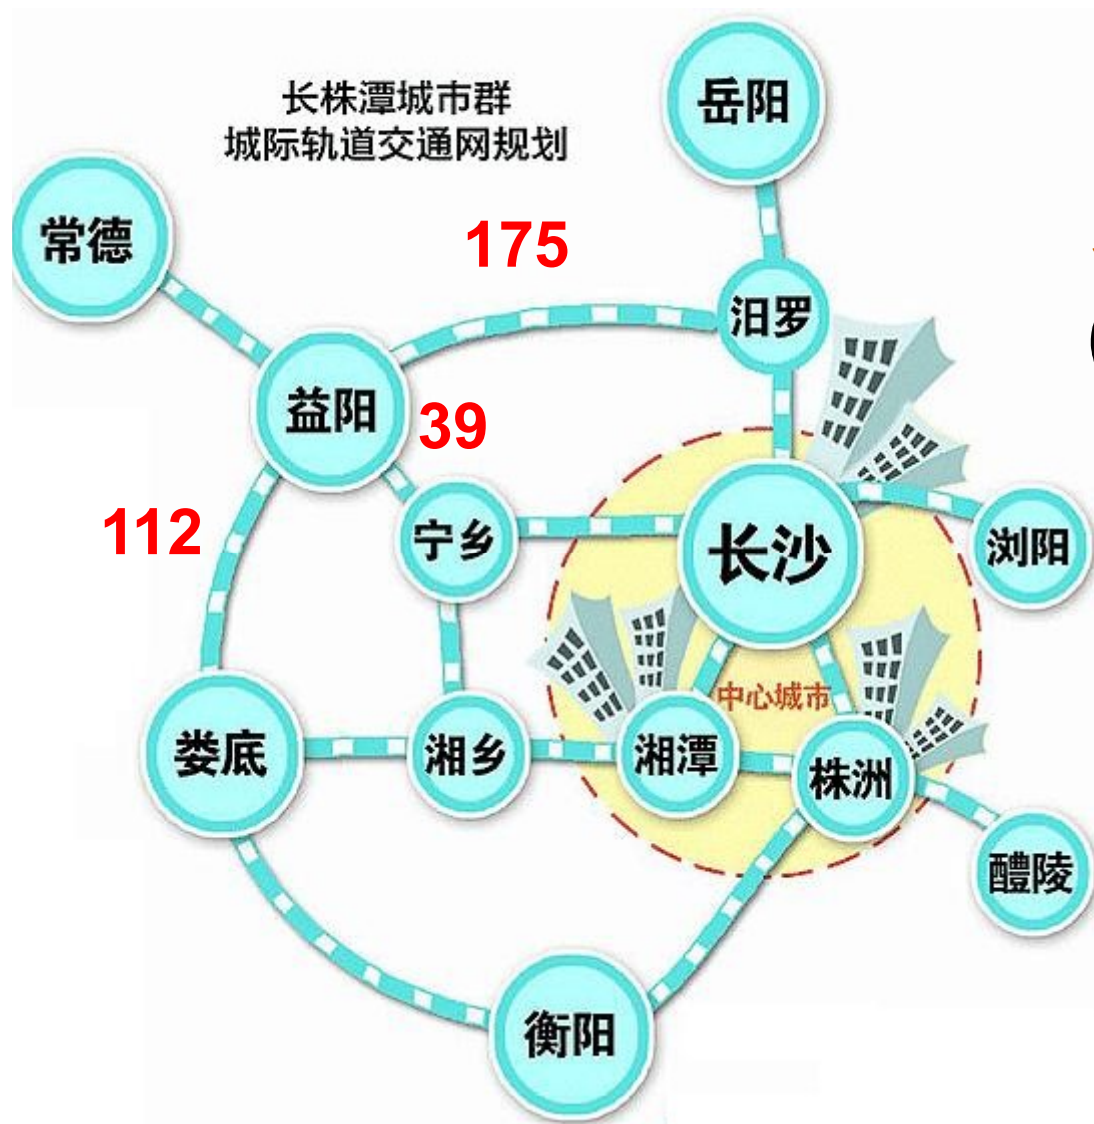 长株潭城市群
城际轨道交通网规划
岳阳
常德
175
汨罗
益阳
39
112
宁乡
长沙
浏阳
中心城市
娄底
湘乡
湘潭
株洲
醴陵
衡阳